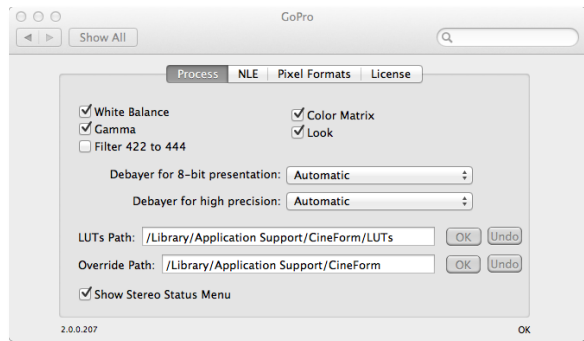 GoPro
Show All
Process NLE Pixel Formats License
White Balance Color Matrix
Gamma Look
Filter 422 to 444
Debayer for 8-bit presentation: Automatic
Debayer for high precision: Automatic
LUTs Path: /Library/Application Support/CineForm/LUTs OK Undo
Override Path: /Library/Application Support/CineForm OK Undo
Show Stereo Status Menu
2.0.0.207 OK